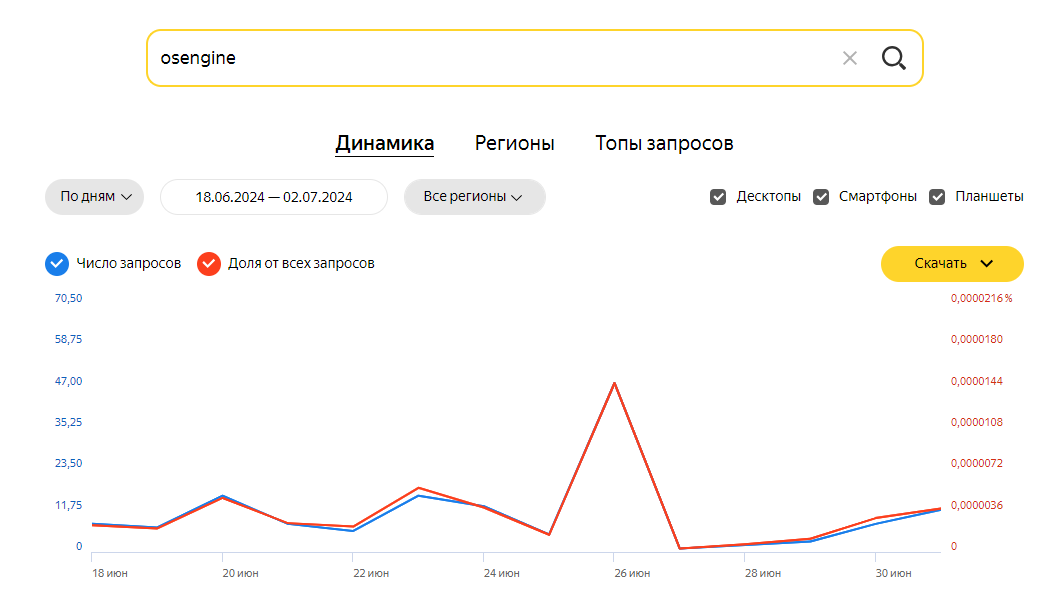 osengine
Динамика Регионы Топы запросов
По дням 18.06.2024 — 02.07.2024 Все регионы Десктопы Смартфоны Планшеты
Число запросов Доля от всех запросов Скачать
70,50 0,0000216 %
58,75 0,0000180
47,00 0,0000144
35,25 0,0000108
23,50 0,0000072
11,75 0,0000036
0 0
18 июн 20 июн 22 июн 24 июн 26 июн 28 июн 30 июн